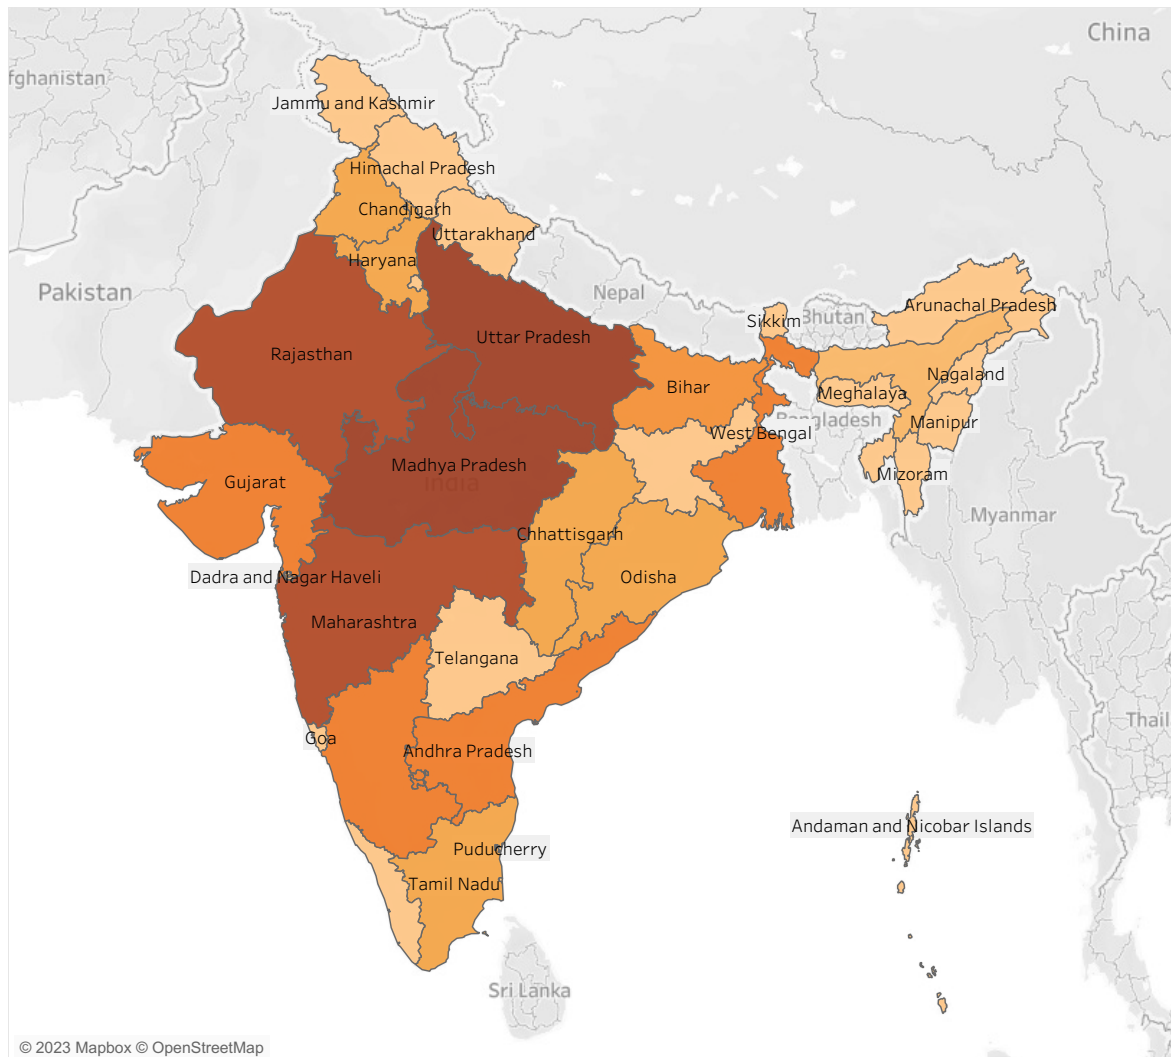 China
fghanistan
Jammu and Kashmir
Himachal Pradesh
Chandigarh
Uttarakhand
Haryana
Pakistan
Nepal
Arunachal Pradesh
Sikkim
Bhutan
Uttar Pradesh
Rajasthan
Nagaland
Bihar
Meghalaya
Bangladesh
Manipur
West Bengal
Madhya Pradesh
Mizoram
Gujarat
India
Myanmar
Chhattisgarh
Dadra and Nagar Haveli
Odisha
Maharashtra
Telangana
Thail
Goa
Andhra Pradesh
Andaman and Nicobar Islands
Puducherry
Tamil Nadu
Sri Lanka
© 2023 Mapbox © OpenStreetMap